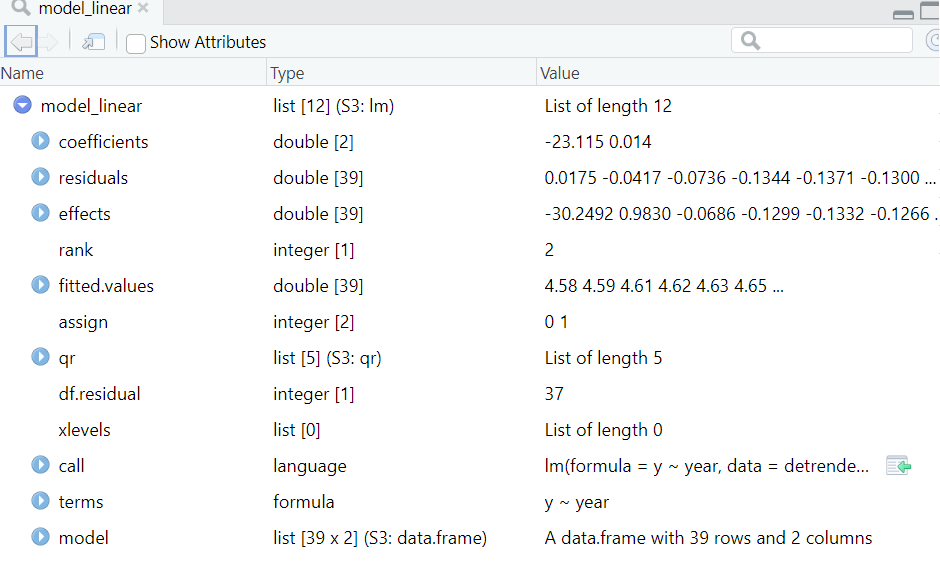 model_linear
Show Attributes
Name Type Value
model_linear list [12] (S3: lm) List of length 12
coefficients double [2] -23.115 0.014
residuals double [39] 0.0175 -0.0417 -0.0736 -0.1344 -0.1371 -0.1300 ...
effects double [39] -30.2492 0.9830 -0.0686 -0.1299 -0.1332 -0.1266 .
rank integer [1] 2
fitted.values double [39] 4.58 4.59 4.61 4.62 4.63 4.65 ...
assign integer [2] 0 1
qr list [5] (S3: qr) List of length 5
df.residual integer [1] 37
xlevels list [0] List of length 0
call language lm(formula = y ~ year, data = detrende...
terms formula y ~ year
model list [39 x 2] (S3: data.frame) A data.frame with 39 rows and 2 columns